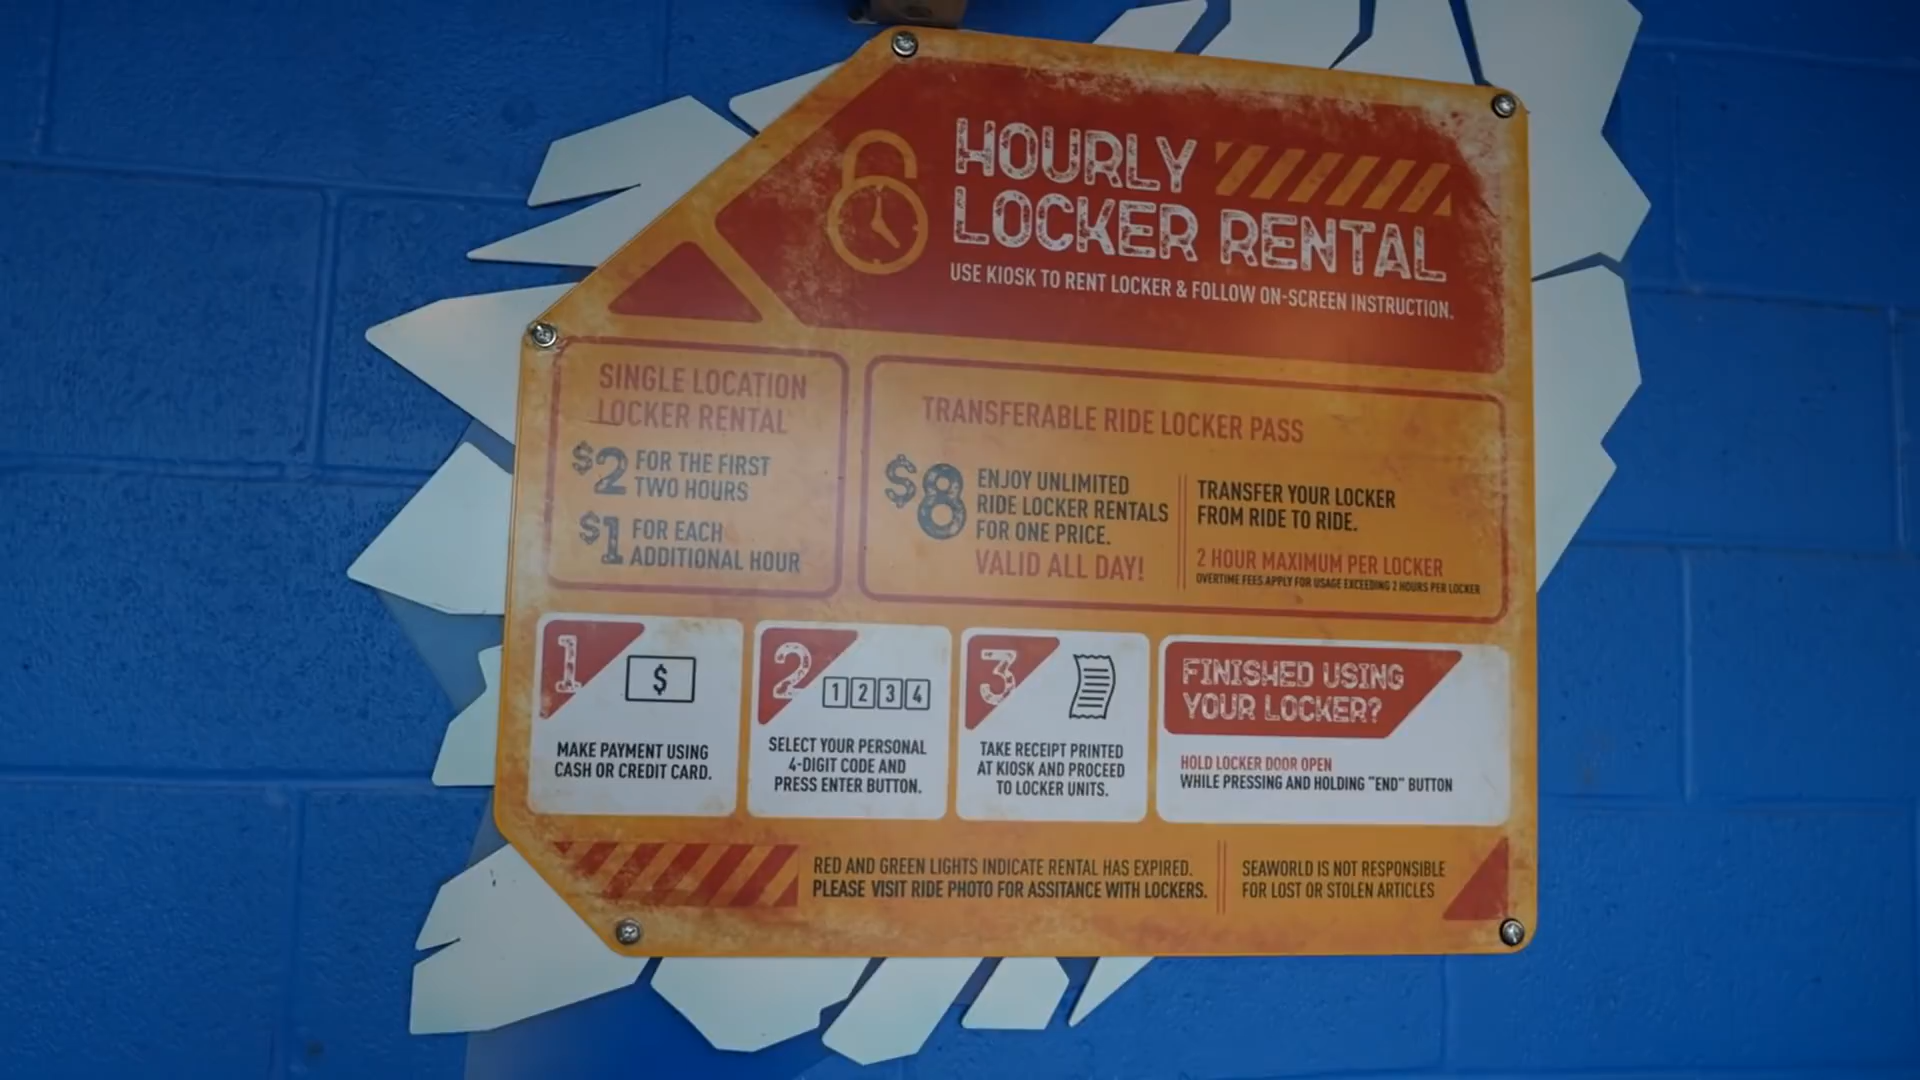 HOURLY
LOCKER RENTAL
USE KIOSK TO RENT LOCKER & FOLLOW ON-SCREEN INSTRUCTION.
SINGLE LOCATION
LOCKER RENTAL
$2 FOR THE FIRST
TWO HOURS
$1 FOR EACH
ADDITIONAL HOUR
TRANSFERABLE RIDE LOCKER PASS
$8 ENJOY UNLIMITED
RIDE LOCKER RENTALS
FOR ONE PRICE.
VALID ALL DAY!
TRANSFER YOUR LOCKER
FROM RIDE TO RIDE.
2 HOUR MAXIMUM PER LOCKER
OVERTIME FEES APPLY FOR USAGE EXCEEDING 2 HOURS PER LOCKER
1 $
MAKE PAYMENT USING
CASH OR CREDIT CARD.
2 1 2 3 4
SELECT YOUR PERSONAL
4-DIGIT CODE AND
PRESS ENTER BUTTON.
3
TAKE RECEIPT PRINTED
AT KIOSK AND PROCEED
TO LOCKER UNITS.
FINISHED USING
YOUR LOCKER?
HOLD LOCKER DOOR OPEN
WHILE PRESSING AND HOLDING "END" BUTTON
RED AND GREEN LIGHTS INDICATE RENTAL HAS EXPIRED.
PLEASE VISIT RIDE PHOTO FOR ASSITANCE WITH LOCKERS.
SEAWORLD IS NOT RESPONSIBLE
FOR LOST OR STOLEN ARTICLES